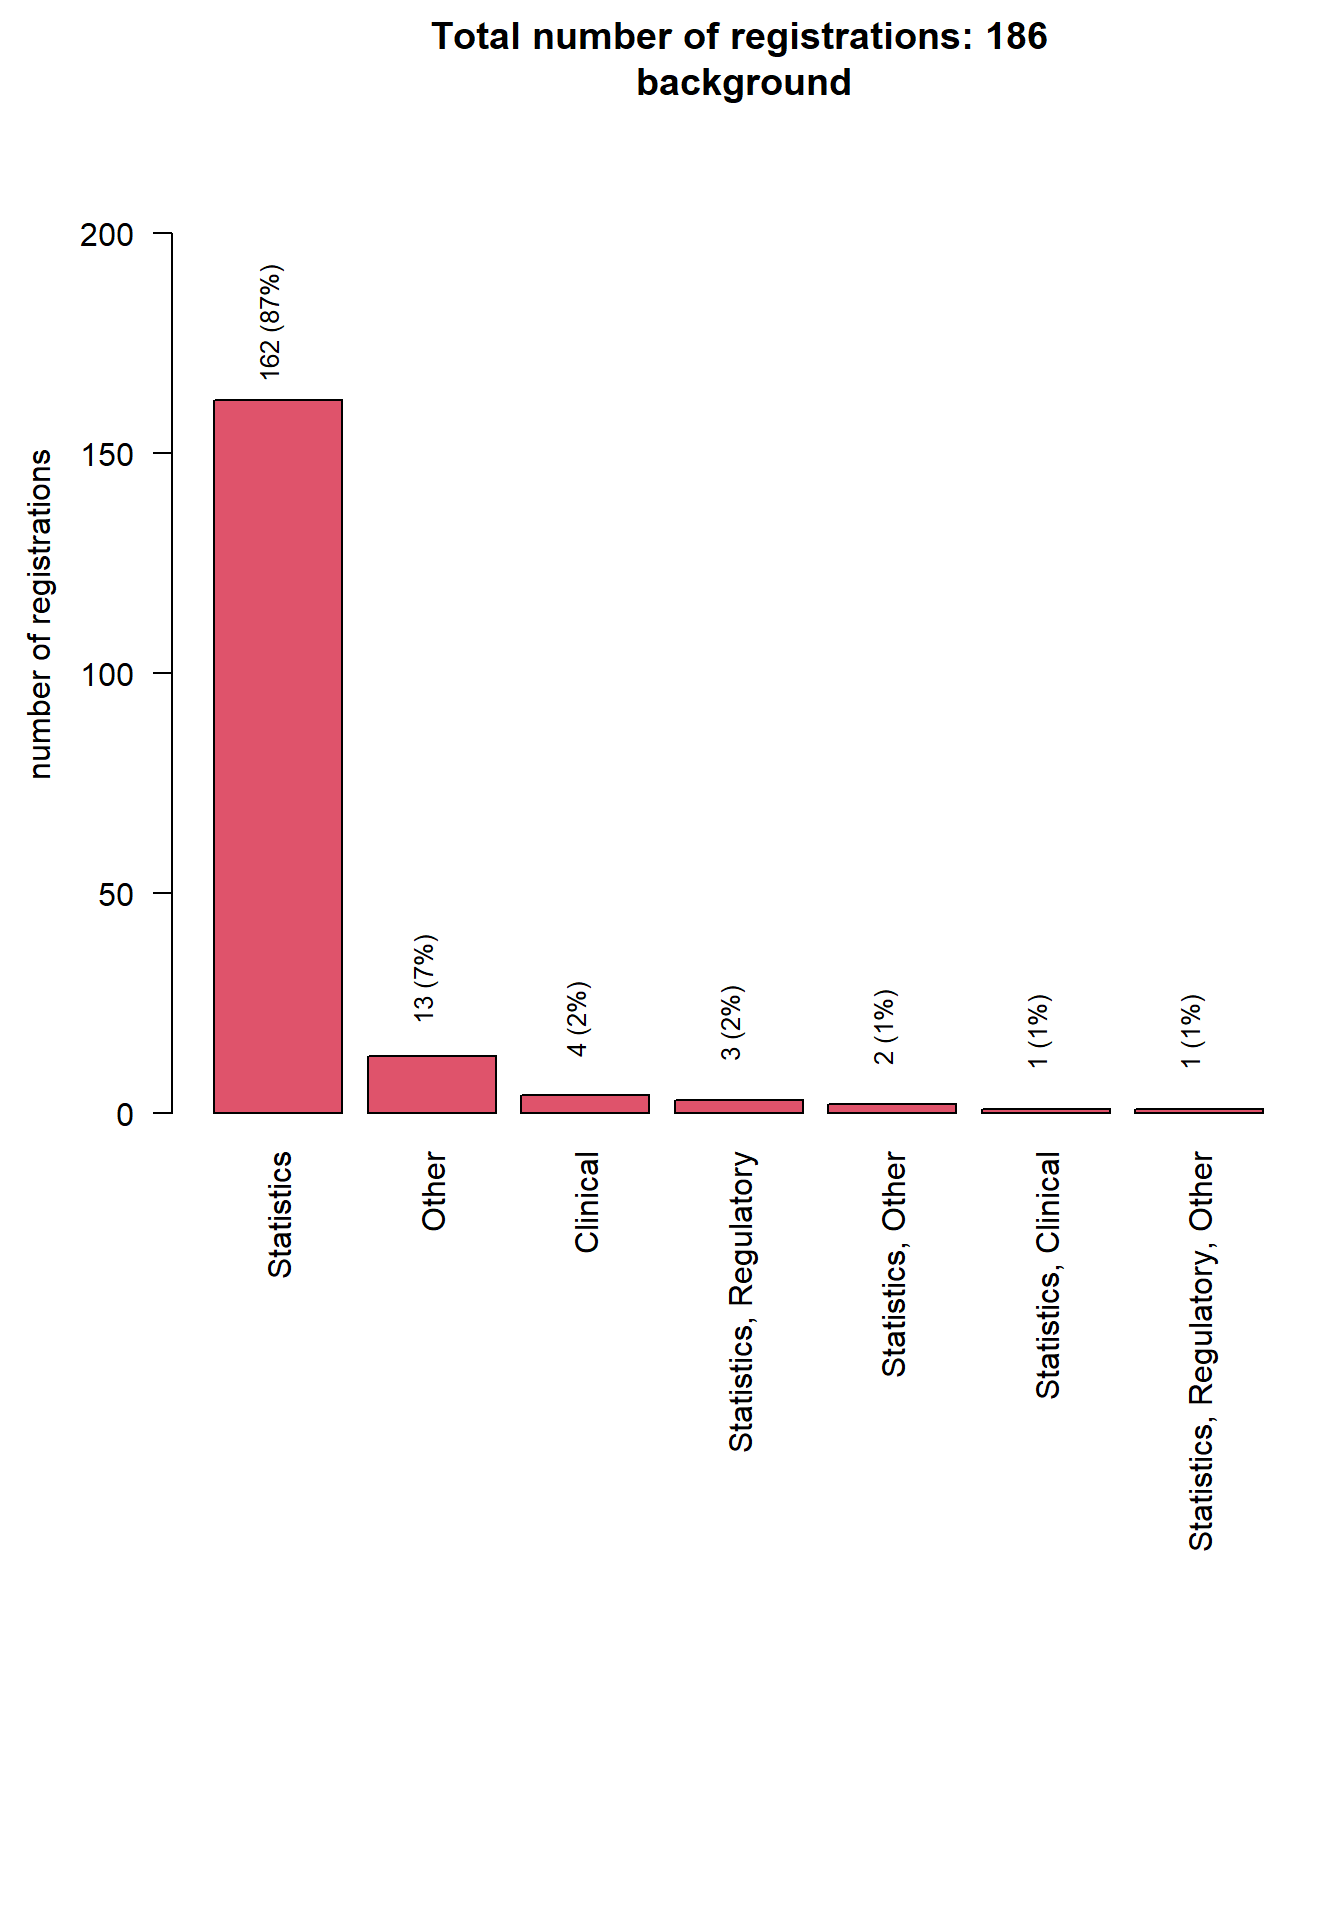 Total number of registrations: 186
background
number of registrations
200
150
100
50
0
162 (87%)
13 (7%)
4 (2%)
3 (2%)
2 (1%)
1 (1%)
1 (1%)
Statistics
Other
Clinical
Statistics, Regulatory
Statistics, Other
Statistics, Clinical
Statistics, Regulatory, Other